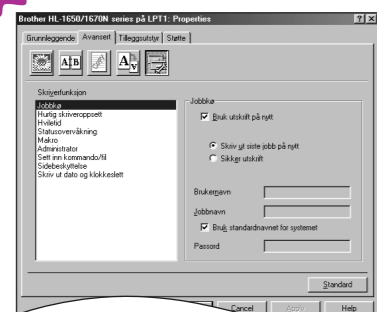 Brother HL-1650/1670N series på LPT1: Properties
Grunnleggende Avansert Tilleggsutstyr Støtte
A B A
Skriverfunksjon
Jobbkø
Hurtig skriveroppsett
Hviletid
Statusovervåkning
Makro
Administrator
Sett inn kommando/fil
Sidebeskyttelse
Skriv ut dato og klokkeslett
Jobbkø
Bruk utskrift på nytt
Skriv ut siste jobb på nytt
Sikker utskrift
Brukernavn
Jobbnavn
Bruk standardnavnet for systemet
Passord
Standard
Cancel Apply Help